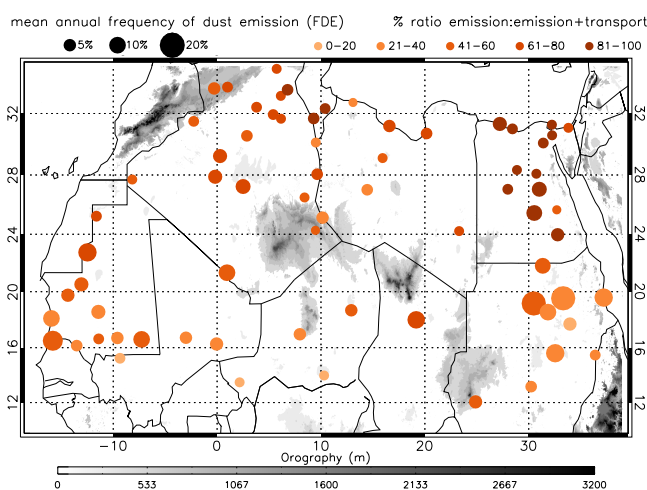 mean annual frequency of dust emission (FDE) % ratio emission:emission+transport
5% 10% 20% 0-20 21-40 41-60 61-80 81-100
32 32
28 28
24 24
20 20
16 16
12 12
-10 0 10 20 30
Orography (m)
0 533 1067 1600 2133 2667 3200